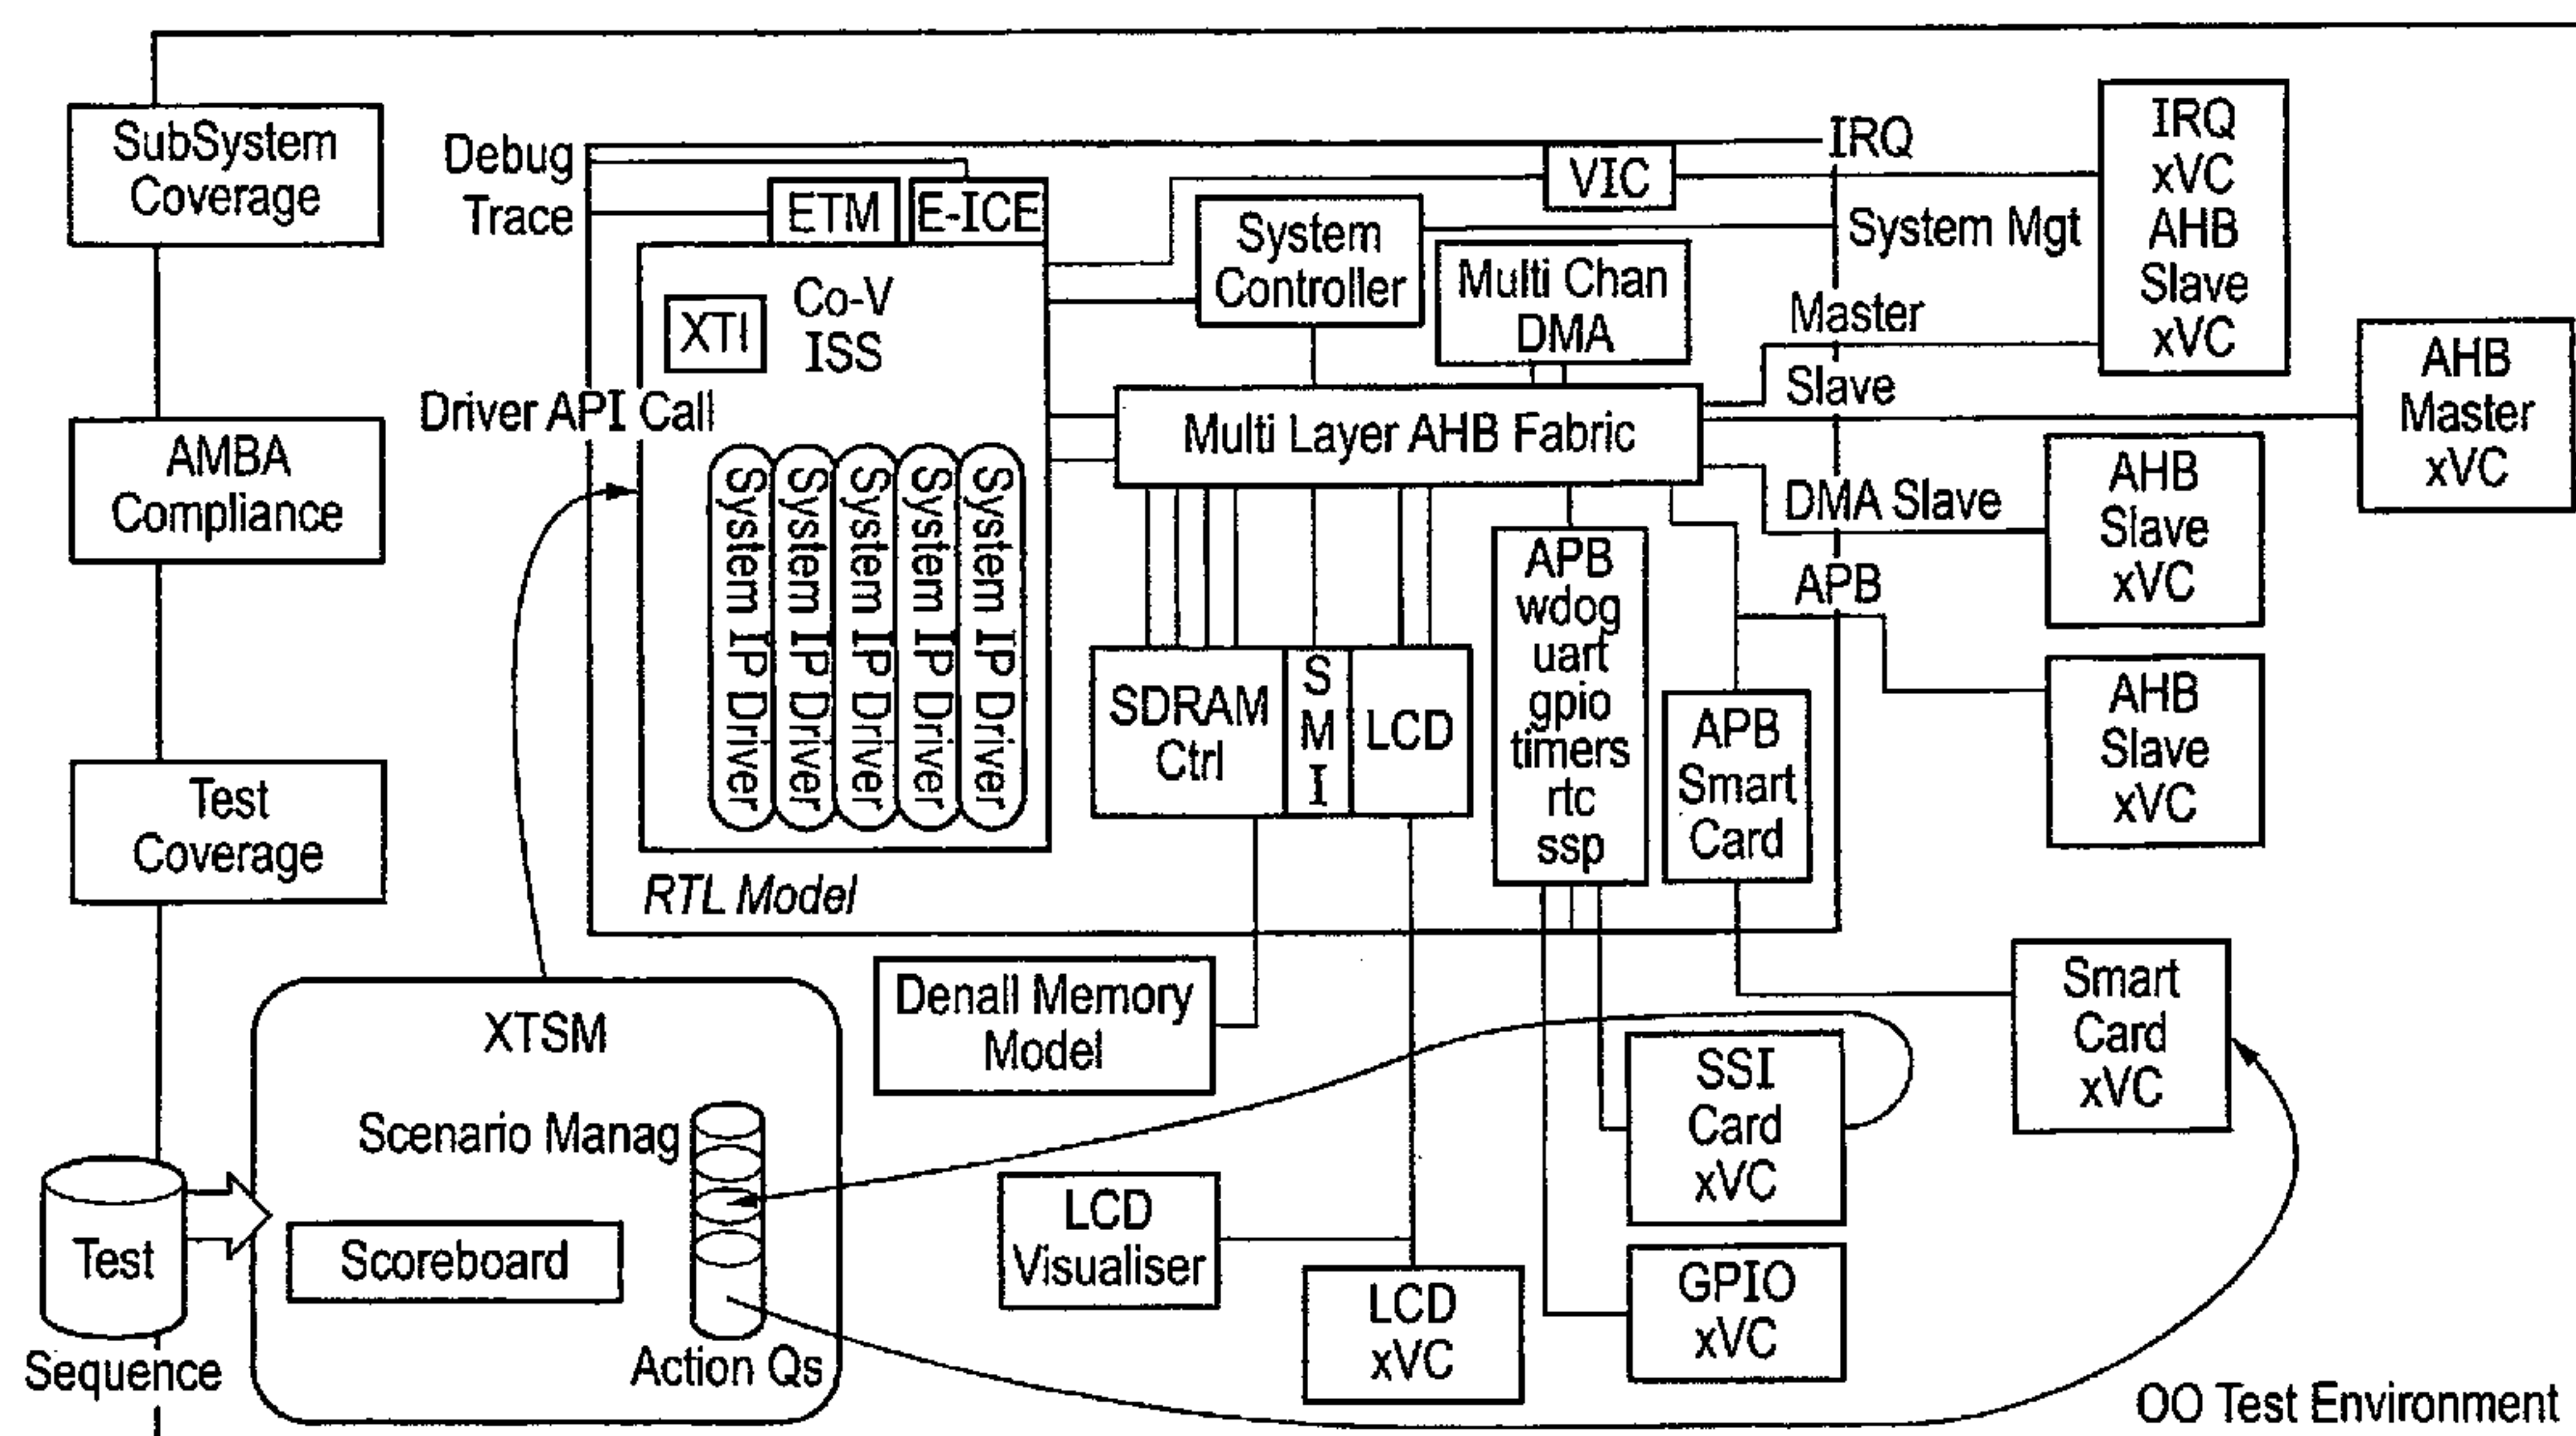 SubSystem
Coverage
AMBA
Compliance
Test
Coverage
Test
Sequence
Debug
Trace
ETM
E-ICE
XTI
Co-V
ISS
Driver API Call
System IP Driver
System IP Driver
System IP Driver
System IP Driver
System IP Driver
RTL Model
VIC
System
Controller
Multi Chan
DMA
Multi Layer AHB Fabric
SDRAM
Ctrl
S
M
I
LCD
APB
wdog
uart
gpio
timers
rtc
ssp
APB
Smart
Card
IRQ
System Mgt
Master
Slave
DMA Slave
APB
IRQ
xVC
AHB
Slave
xVC
AHB
Master
xVC
AHB
Slave
xVC
AHB
Slave
xVC
Smart
Card
xVC
XTSM
Scenario Manag
Scoreboard
Action Qs
Denall Memory
Model
LCD
Visualiser
LCD
xVC
SSI
Card
xVC
GPIO
xVC
OO Test Environment